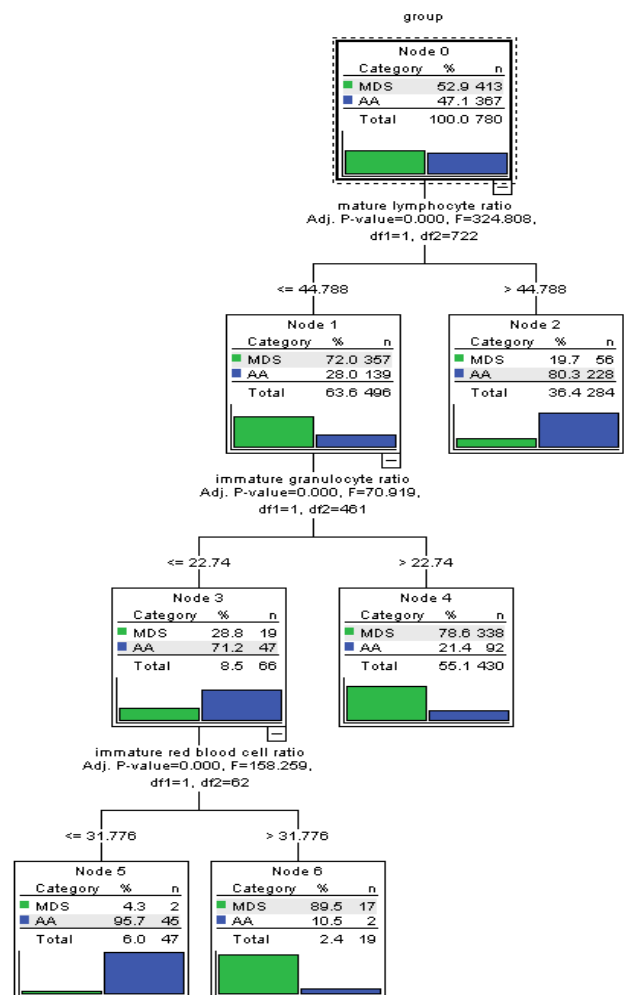 group
Node 0
Category % n
MDS 52.9 413
AA 47.1 367
Total 100.0 780
mature lymphocyte ratio
Adj. P-value=0.000, F=324.808,
df1=1, df2=722
<= 44.788
> 44.788
Node 1
Category % n
MDS 72.0 357
AA 28.0 139
Total 63.6 496
Node 2
Category % n
MDS 19.7 56
AA 80.3 228
Total 36.4 284
immature granulocyte ratio
Adj. P-value=0.000, F=70.919,
df1=1, df2=461
<= 22.74
> 22.74
Node 3
Category % n
MDS 28.8 19
AA 71.2 47
Total 8.5 66
Node 4
Category % n
MDS 78.6 338
AA 21.4 92
Total 55.1 430
immature red blood cell ratio
Adj. P-value=0.000, F=158.259,
df1=1, df2=62
<= 31.776
> 31.776
Node 5
Category % n
MDS 4.3 2
AA 95.7 45
Total 6.0 47
Node 6
Category % n
MDS 89.5 17
AA 10.5 2
Total 2.4 19